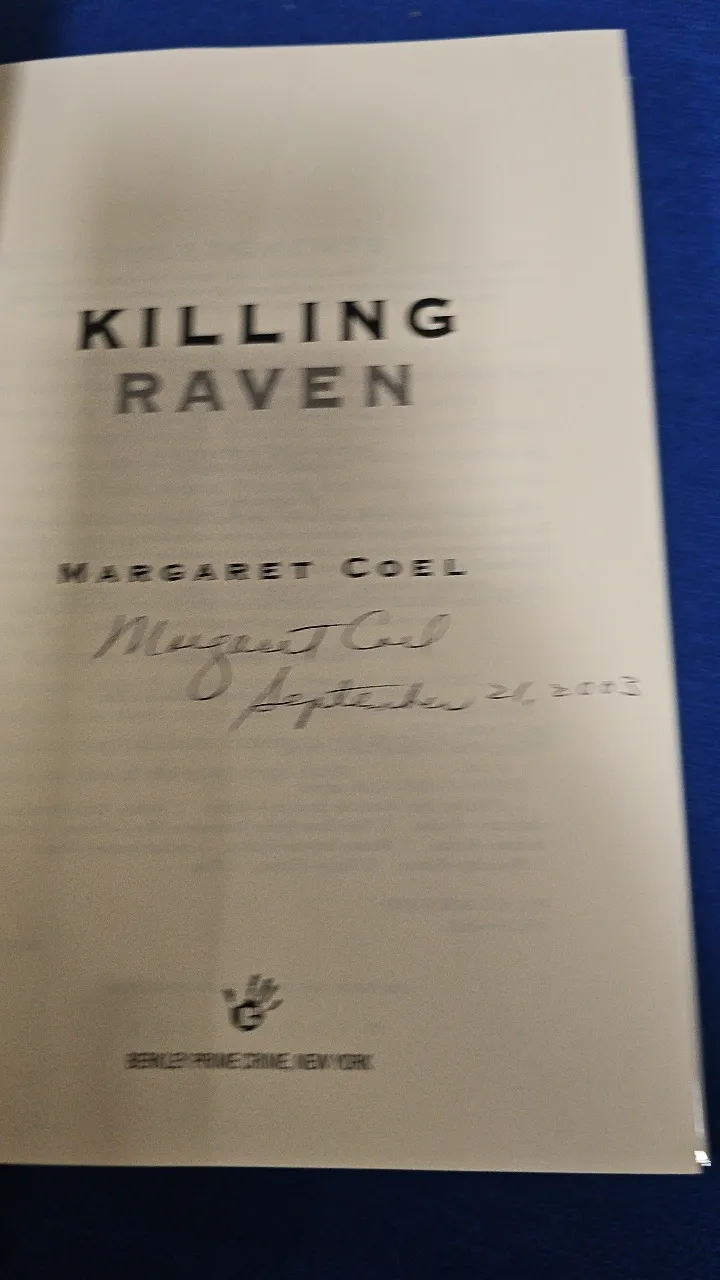 KILLING
RAVEN
MARGARET COEL
Margaret Coel
September 21, 2003
BERKLEY PRIME CRIME, NEW YORK